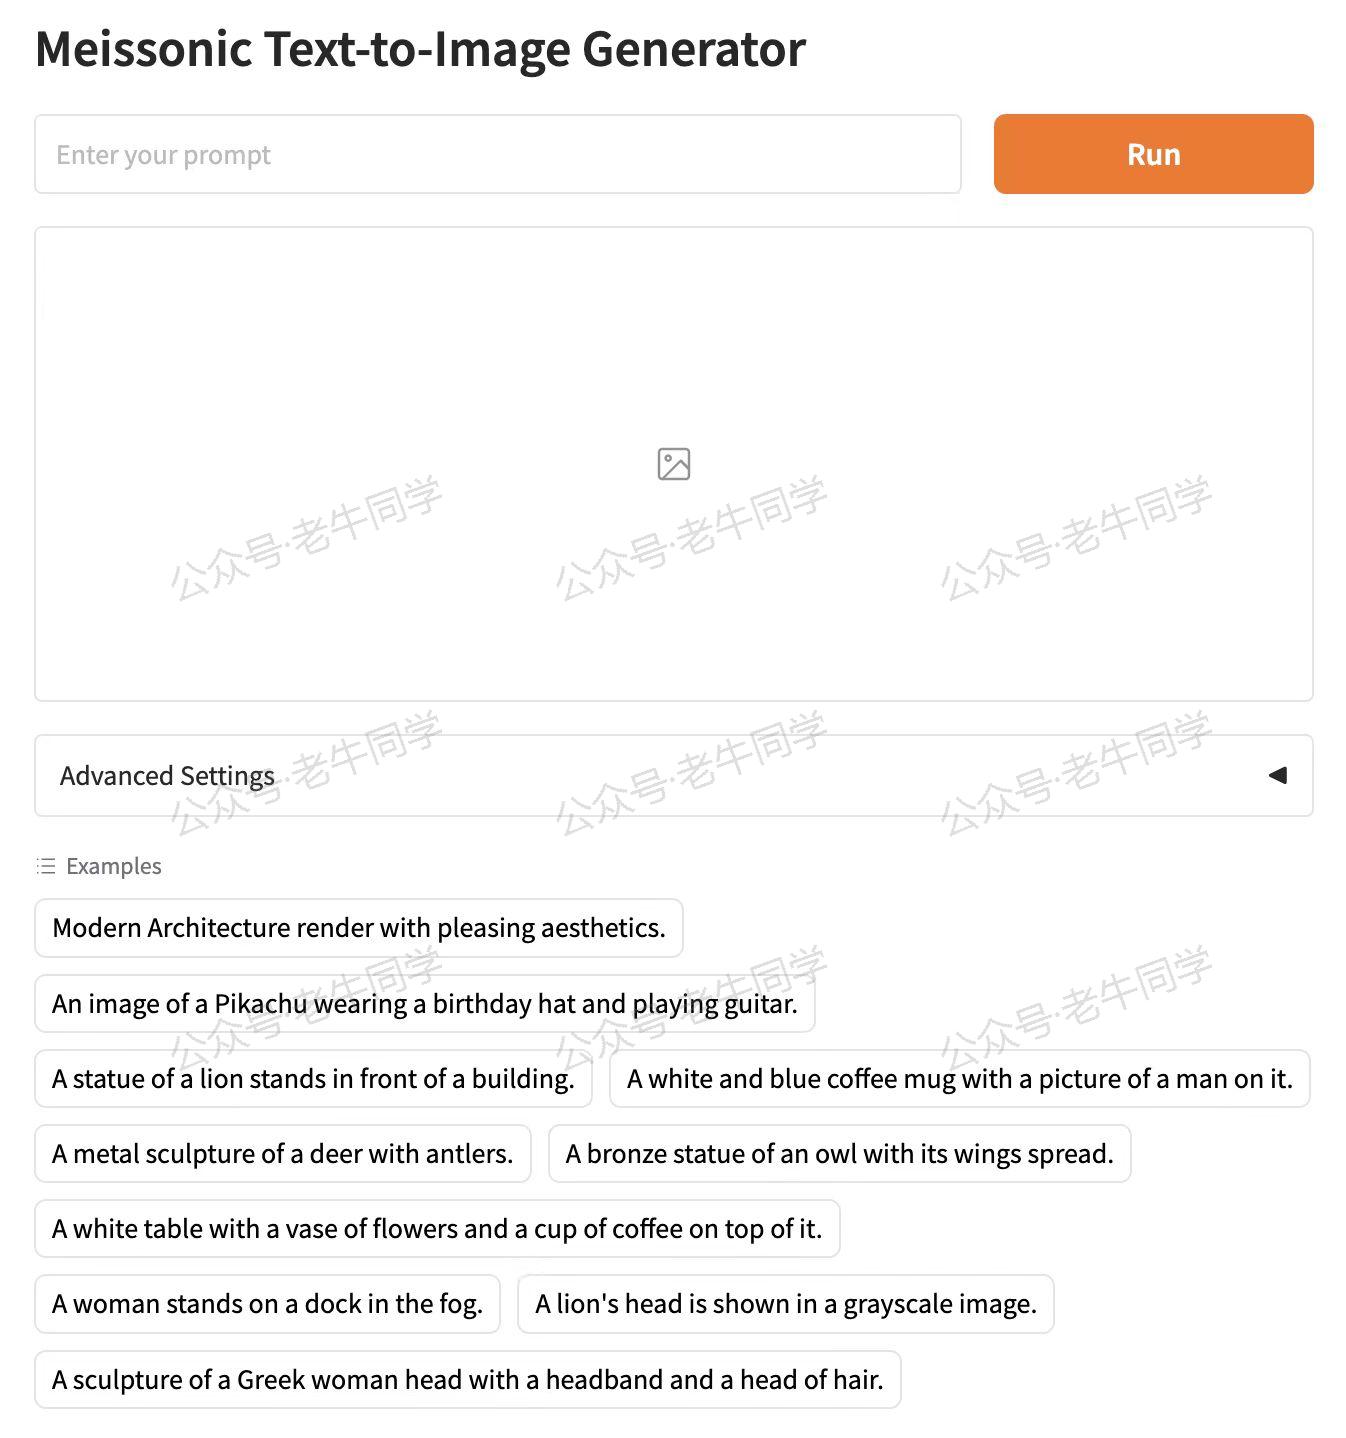 Meissonic Text-to-Image Generator
Enter your prompt
Run
公众号·老牛同学 公众号·老牛同学 公众号·老牛同学
Advanced Settings
公众号·老牛同学 公众号·老牛同学 公众号·老牛同学
Examples
Modern Architecture render with pleasing aesthetics.
An image of a Pikachu wearing a birthday hat and playing guitar.
公众号·老牛同学 公众号·老牛同学 公众号·老牛同学
A statue of a lion stands in front of a building.
A white and blue coffee mug with a picture of a man on it.
A metal sculpture of a deer with antlers.
A bronze statue of an owl with its wings spread.
A white table with a vase of flowers and a cup of coffee on top of it.
A woman stands on a dock in the fog.
A lion's head is shown in a grayscale image.
A sculpture of a Greek woman head with a headband and a head of hair.